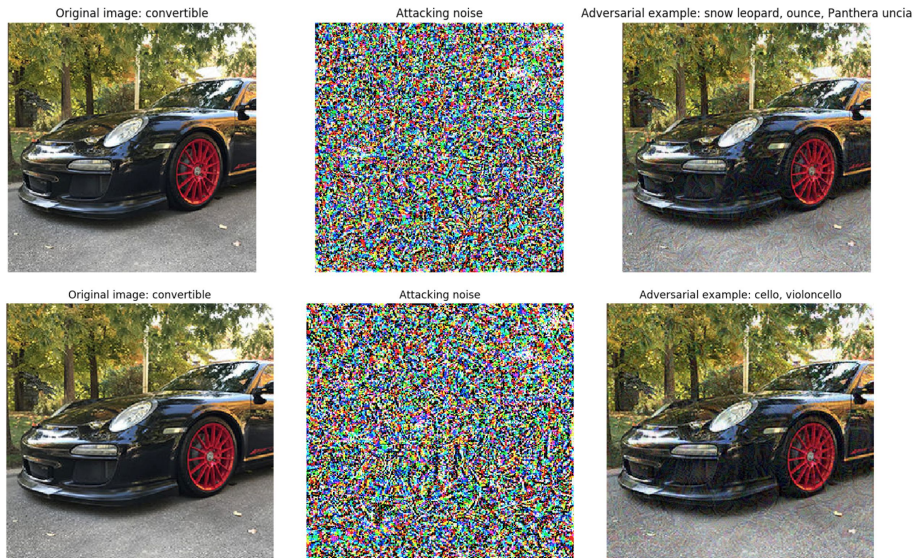 Original image: convertible
Attacking noise
Adversarial example: snow leopard, ounce, Panthera uncia
Original image: convertible
Attacking noise
Adversarial example: cello, violoncello